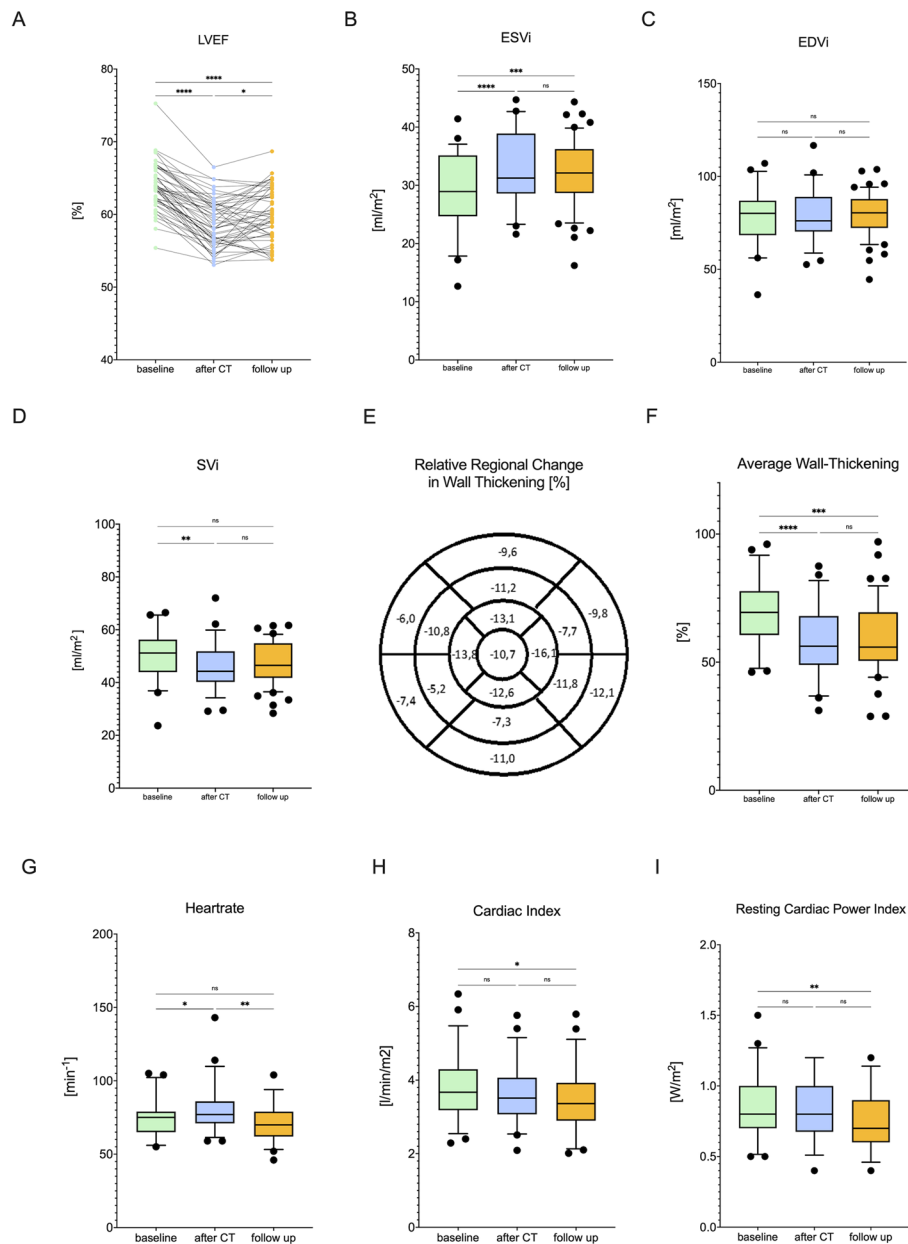 A
LVEF
****
****
*
80
70
60
50
40
[%]
baseline
after CT
follow up
B
ESVi
***
****
ns
50
40
30
20
10
0
[ml/m²]
baseline
after CT
follow up
C
EDVi
ns
ns
ns
150
100
50
0
[ml/m²]
baseline
after CT
follow up
D
SVi
ns
**
ns
100
80
60
40
20
0
[ml/m²]
baseline
after CT
follow up
E
Relative Regional Change
in Wall Thickening [%]
-9,6
-11,2
-6,0
-13,1
-9,8
-10,8
-7,7
-13,8
-10,7
-16,1
-5,2
-11,8
-7,4
-12,6
-12,1
-7,3
-11,0
F
Average Wall-Thickening
***
****
ns
100
50
0
[%]
baseline
after CT
follow up
G
Heartrate
ns
*
**
200
150
100
50
0
[min⁻¹]
baseline
after CT
follow up
H
Cardiac Index
*
ns
ns
8
6
4
2
0
[l/min/m2]
baseline
after CT
follow up
I
Resting Cardiac Power Index
**
ns
ns
2.0
1.5
1.0
0.5
0.0
[W/m²]
baseline
after CT
follow up